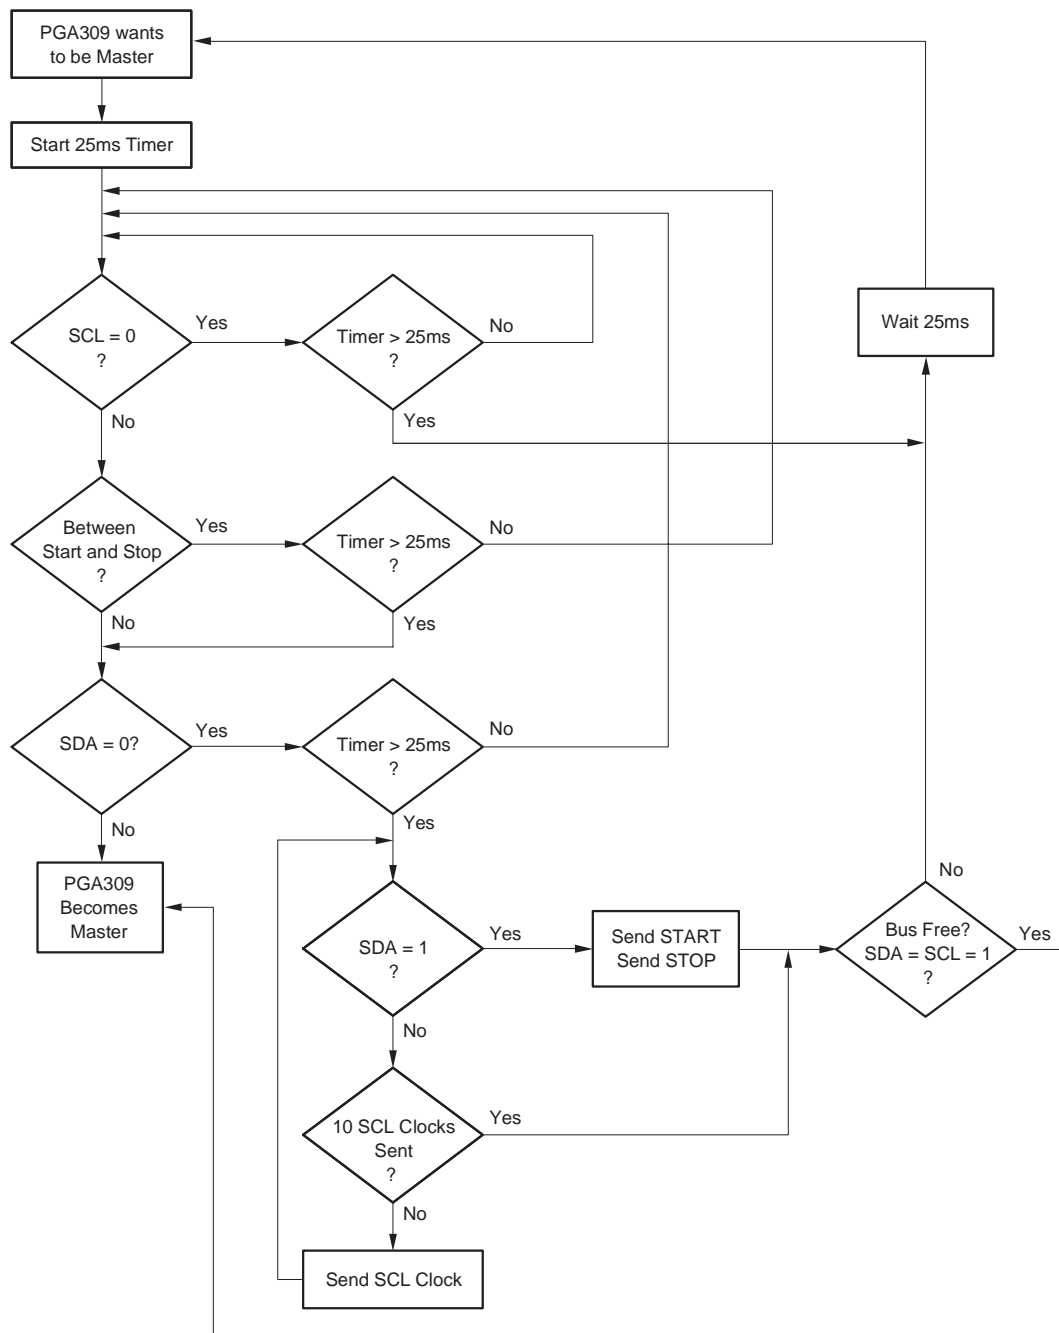 PGA309 wants
to be Master
Start 25ms Timer
SCL = 0
?
Yes
Timer > 25ms
?
No
Wait 25ms
No
Yes
Between
Start and Stop
?
Yes
Timer > 25ms
?
No
No
Yes
SDA = 0?
Yes
Timer > 25ms
?
No
No
Yes
PGA309
Becomes
Master
SDA = 1
?
Yes
Send START
Send STOP
No
Bus Free?
SDA = SCL = 1
?
Yes
No
10 SCL Clocks
Sent
?
Yes
No
Send SCL Clock